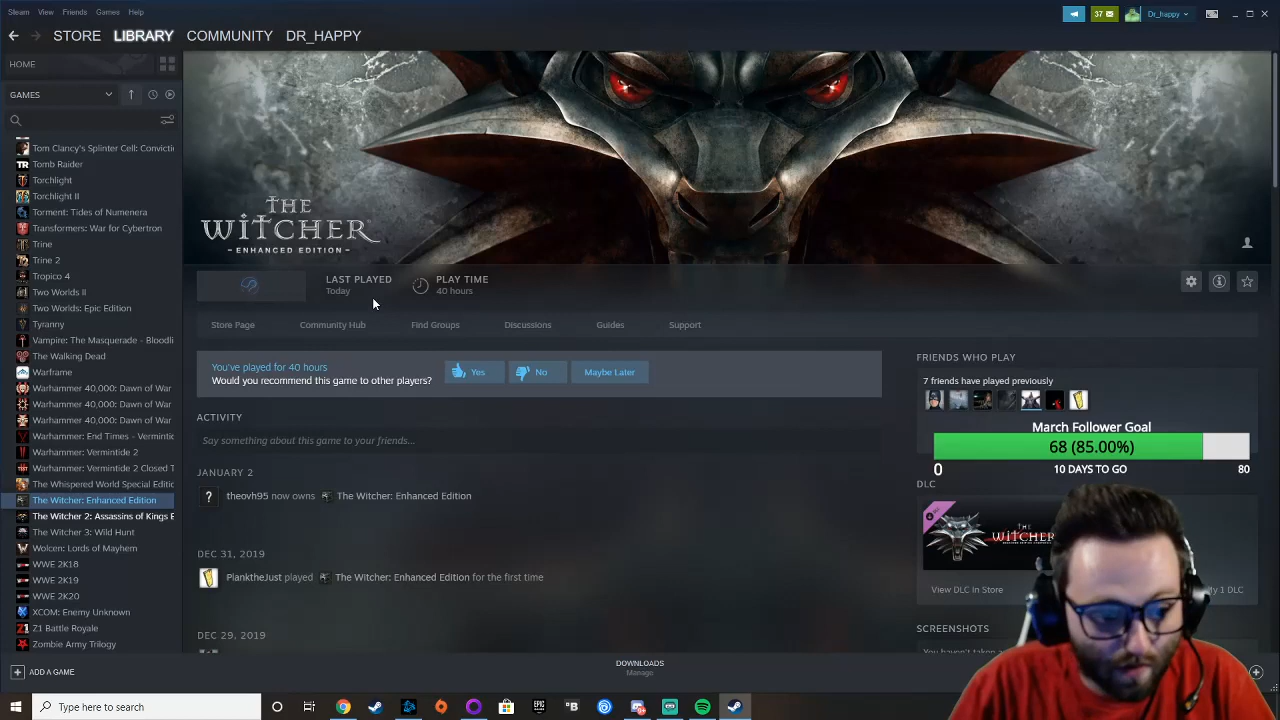 Steam View Friends Games Help
37 Dr_happy
STORE LIBRARY COMMUNITY DR_HAPPY
HOME
GAMES
Tom Clancy's Splinter Cell: Convicti
Tomb Raider
Torchlight
Torchlight II
Torment: Tides of Numenera
Transformers: War for Cybertron
Trine
Trine 2
Tropico 4
Two Worlds II
Two Worlds: Epic Edition
Tyranny
Vampire: The Masquerade - Bloodli
The Walking Dead
Warframe
Warhammer 40,000: Dawn of War
Warhammer 40,000: Dawn of War
Warhammer 40,000: Dawn of War
Warhammer: End Times - Vermintic
Warhammer: Vermintide 2
Warhammer: Vermintide 2 Closed T
The Whispered World Special Editic
The Witcher: Enhanced Edition
The Witcher 2: Assassins of Kings E
The Witcher 3: Wild Hunt
Wolcen: Lords of Mayhem
WWE 2K18
WWE 2K19
WWE 2K20
XCOM: Enemy Unknown
Z1 Battle Royale
Zombie Army Trilogy
ADD A GAME
THE WITCHER
- ENHANCED EDITION -
LAST PLAYED
Today
PLAY TIME
40 hours
Store Page Community Hub Find Groups Discussions Guides Support
You've played for 40 hours
Would you recommend this game to other players?
Yes No Maybe Later
ACTIVITY
Say something about this game to your friends...
JANUARY 2
? theovh95 now owns The Witcher: Enhanced Edition
DEC 31, 2019
PlanktheJust played The Witcher: Enhanced Edition for the first time
DEC 29, 2019
FRIENDS WHO PLAY
7 friends have played previously
March Follower Goal
68 (85.00%)
0 10 DAYS TO GO 80
DLC
THE WITCHER
View DLC In Store
1 DLC
SCREENSHOTS
DOWNLOADS
Manage
Type here to search
EPIC GAMES